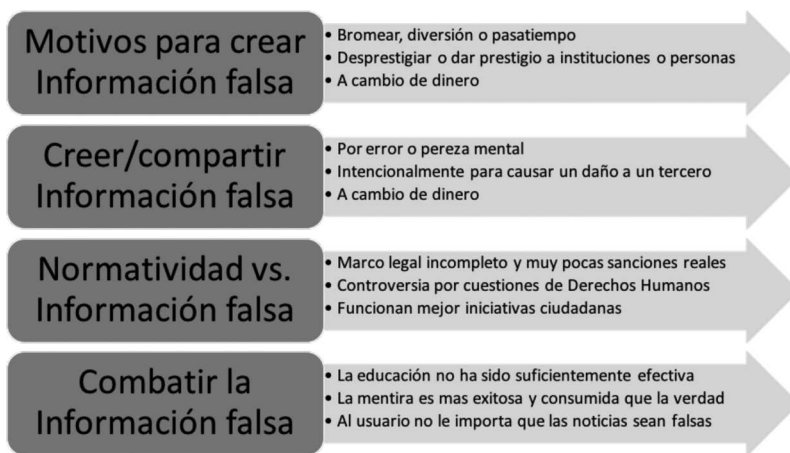 Motivos para crear
Información falsa
• Bromear, diversión o pasatiempo
• Desprestigiar o dar prestigio a instituciones o personas
• A cambio de dinero
Creer/compartir
Información falsa
• Por error o pereza mental
• Intencionalmente para causar un daño a un tercero
• A cambio de dinero
Normatividad vs.
Información falsa
• Marco legal incompleto y muy pocas sanciones reales
• Controversia por cuestiones de Derechos Humanos
• Funcionan mejor iniciativas ciudadanas
Combatir la
Información falsa
• La educación no ha sido suficientemente efectiva
• La mentira es mas exitosa y consumida que la verdad
• Al usuario no le importa que las noticias sean falsas